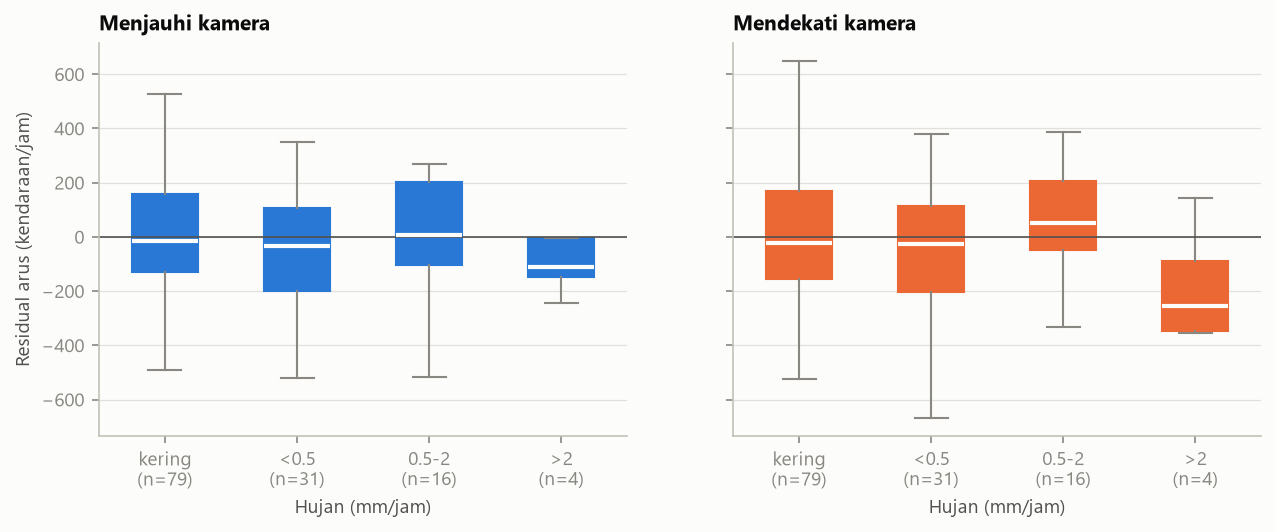 Menjauhi kamera
Mendekati kamera
Residual arus (kendaraan/jam)
600
400
200
0
−200
−400
−600
kering
(n=79)
<0.5
(n=31)
0.5-2
(n=16)
>2
(n=4)
Hujan (mm/jam)
kering
(n=79)
<0.5
(n=31)
0.5-2
(n=16)
>2
(n=4)
Hujan (mm/jam)